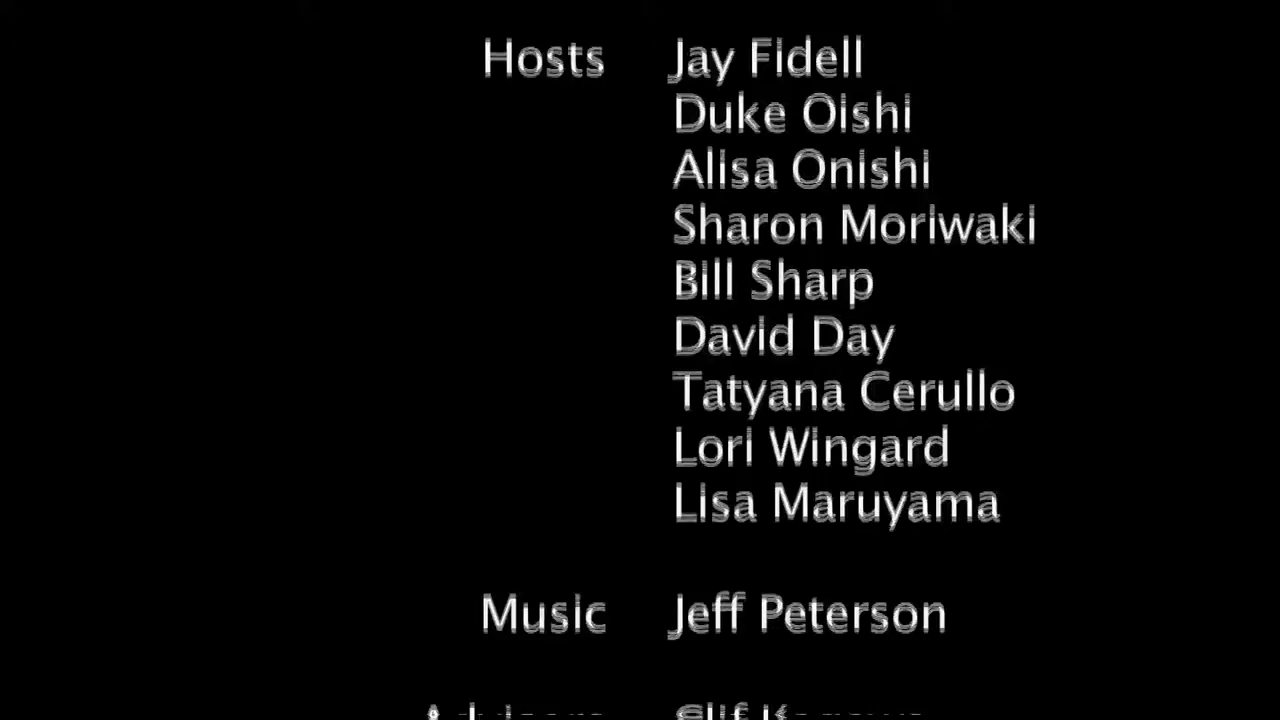 Hosts Jay Fidell
Duke Oishi
Alisa Onishi
Sharon Moriwaki
Bill Sharp
David Day
Tatyana Cerullo
Lori Wingard
Lisa Maruyama
Music Jeff Peterson